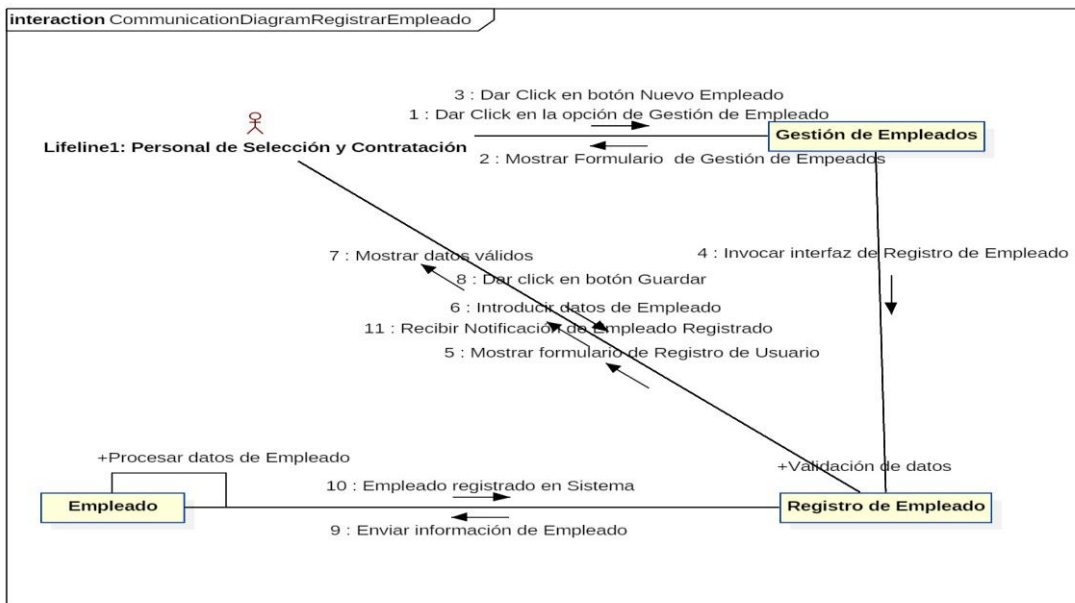 interaction CommunicationDiagramRegistrarEmpleado
3 : Dar Click en botón Nuevo Empleado
1 : Dar Click en la opción de Gestión de Empleado
Gestión de Empleados
Lifeline1: Personal de Selección y Contratación
2 : Mostrar Formulario de Gestión de Empeados
7 : Mostrar datos válidos
4 : Invocar interfaz de Registro de Empleado
8 : Dar click en botón Guardar
6 : Introducir datos de Empleado
11 : Recibir Notificación de Empleado Registrado
5 : Mostrar formulario de Registro de Usuario
+Procesar datos de Empleado
+Validación de datos
10 : Empleado registrado en Sistema
Empleado
Registro de Empleado
9 : Enviar información de Empleado